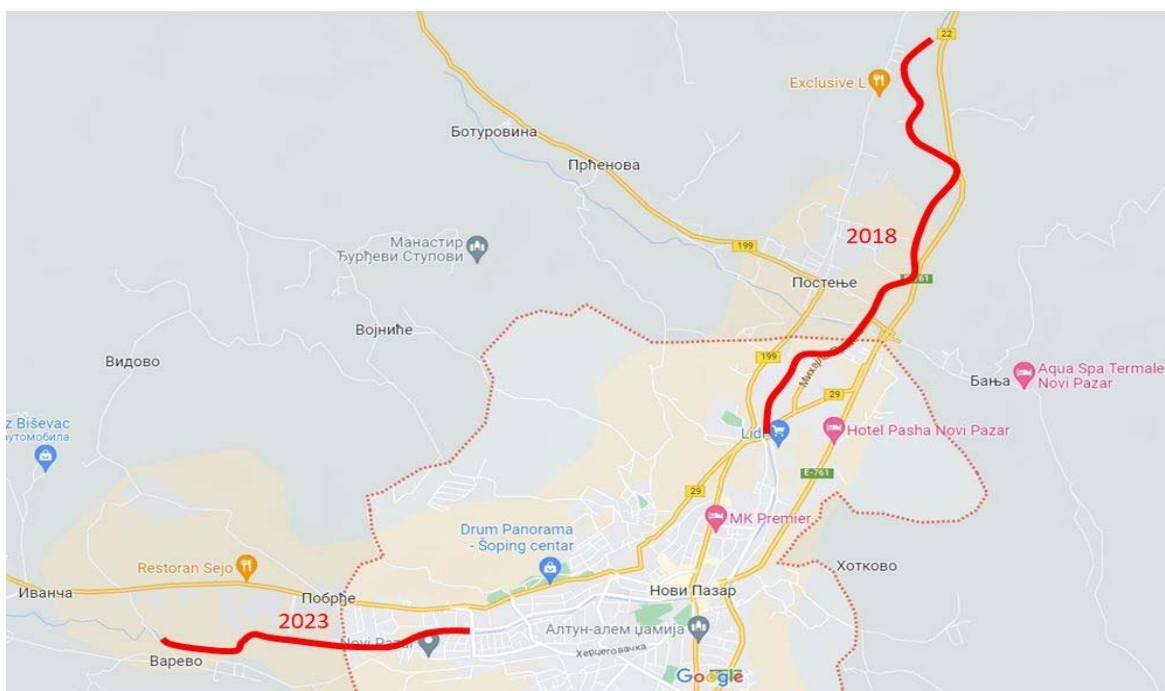 22
Exclusive L
Ботуровина
Прћенова
2018
Манастир
Ђурђеви Ступови
199
E-761
Постење
Војниће
Видово
199
Aqua Spa Termale
Novi Pazar
Бања
29
z Biševac
аутомобила
Lidl
Hotel Pasha Novi Pazar
E-761
29
MK Premier
Drum Panorama
- Šoping centar
Restoran Sejo
Хотково
Иванча
Побрђе
Нови Пазар
2023
Novi Pazar
Алтун-алем џамија
Варево
Херцеговачка
Google